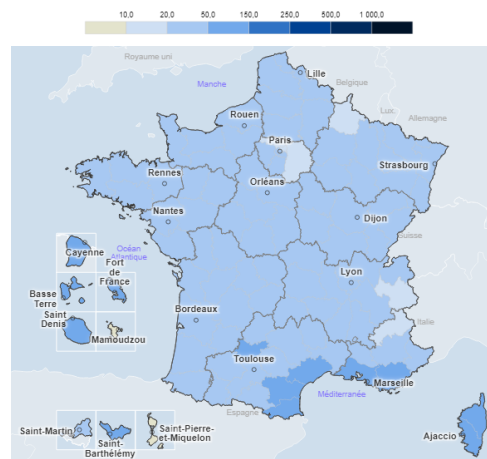 10,0 20,0 50,0 150,0 250,0 500,0 1 000,0
Royaume uni
Manche
Lille
Belgique
Rouen
Lux.
Allemagne
Paris
Strasbourg
Rennes
Orléans
Nantes
Dijon
Suisse
Océan
Atlantique
Cayenne
Fort
de
France
Lyon
Basse
Terre
Bordeaux
Saint
Denis
Italie
Mamoudzou
Toulouse
Marseille
Méditerranée
Espagne
Saint-Martin
Saint-
Barthélémy
Saint-Pierre-
et-Miquelon
Ajaccio